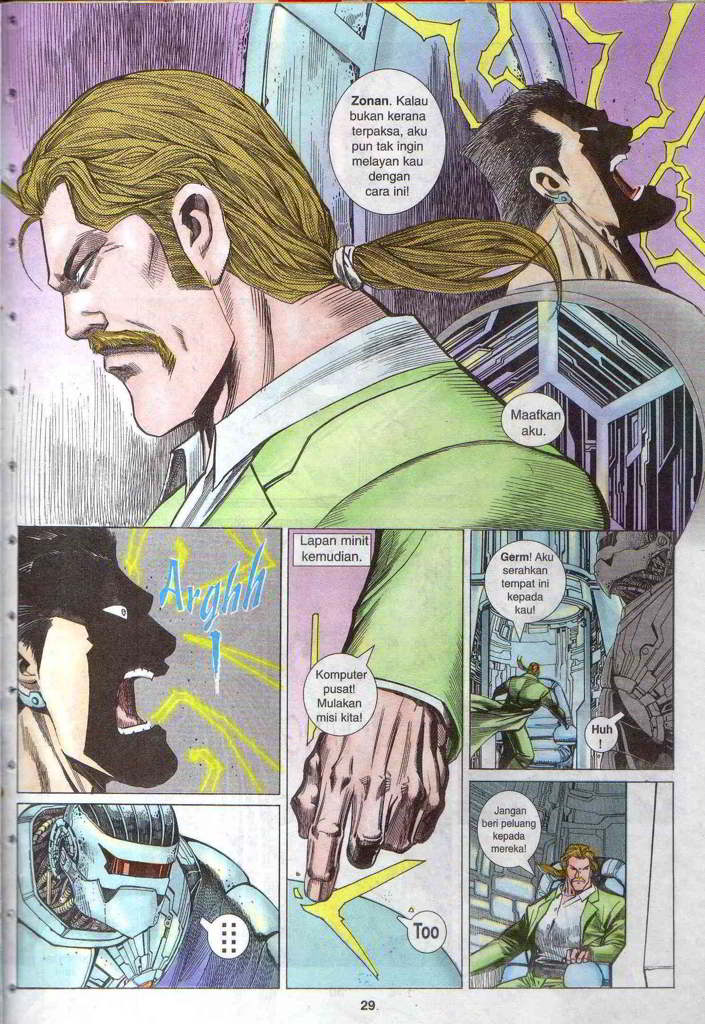 Zonan. Kalau
bukan kerana
terpaksa, aku
pun tak ingin
melayan kau
dengan
cara ini!
Maafkan
aku.
Arghh
!
Lapan minit
kemudian.
Komputer
pusat!
Mulakan
misi kita!
Too
Germ! Aku
serahkan
tempat ini
kepada
kau!
Huh
!
Jangan
beri peluang
kepada
mereka!
29